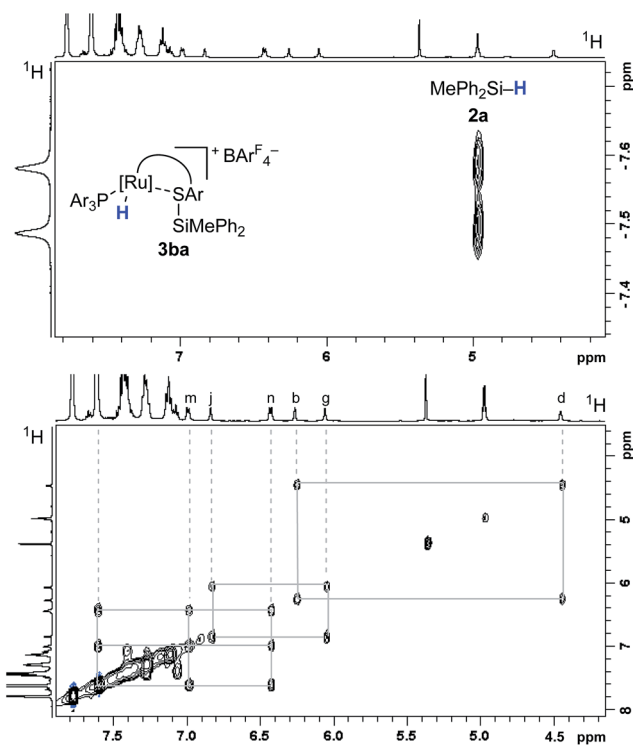 ¹H
¹H
MePh₂Si–H
2a
+ BArF₄–
[Ru]
Ar₃P
SAr
H
SiMePh₂
3ba
ppm
- 7.6
- 7.5
- 7.4
7 6 5 ppm
m j n b g d
¹H
¹H
ppm
5
6
7
8
7.5 7.0 6.5 6.0 5.5 5.0 4.5 ppm